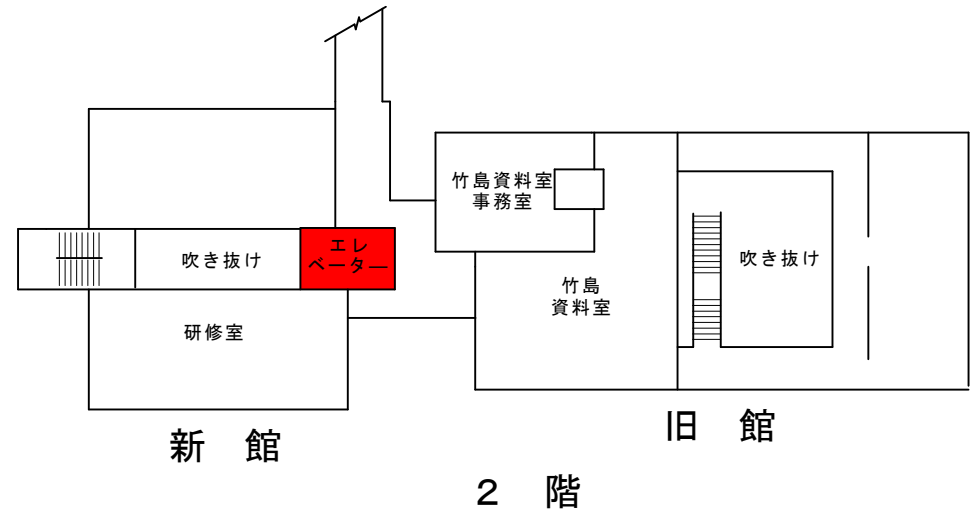 竹島資料室
事務室
エレ
ベーター
吹き抜け
吹き抜け
竹島
資料室
研修室
新　館
旧　館
２　階